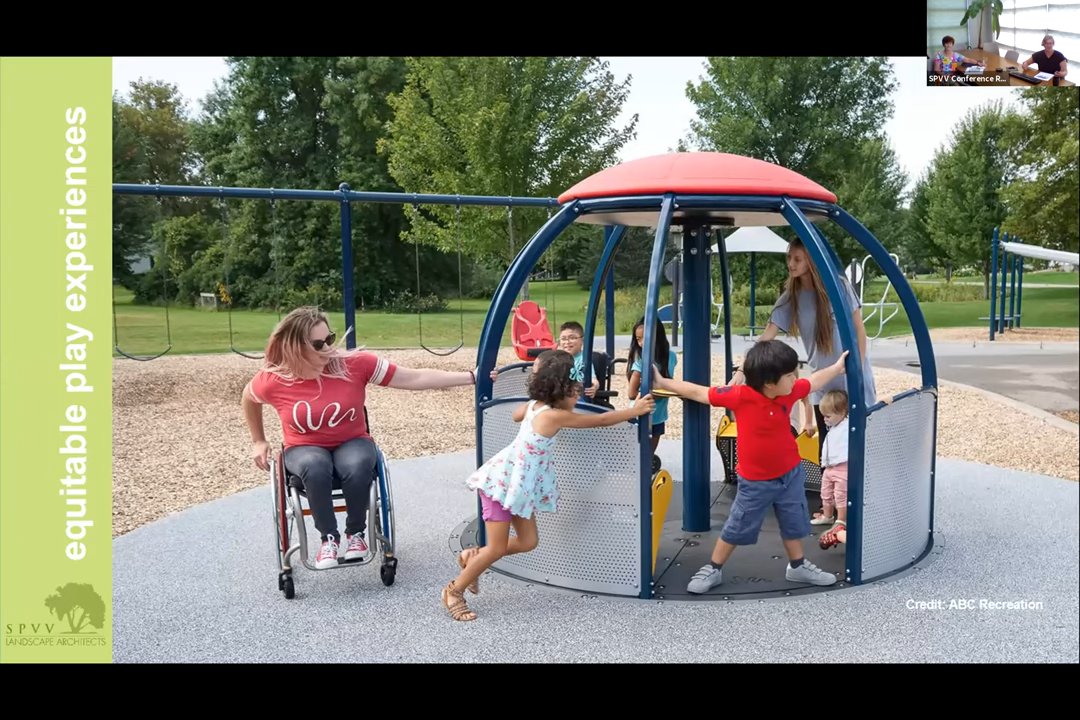 equitable play experiences
SPVV
LANDSCAPE ARCHITECTS
SPVV Conference R...
Credit: ABC Recreation